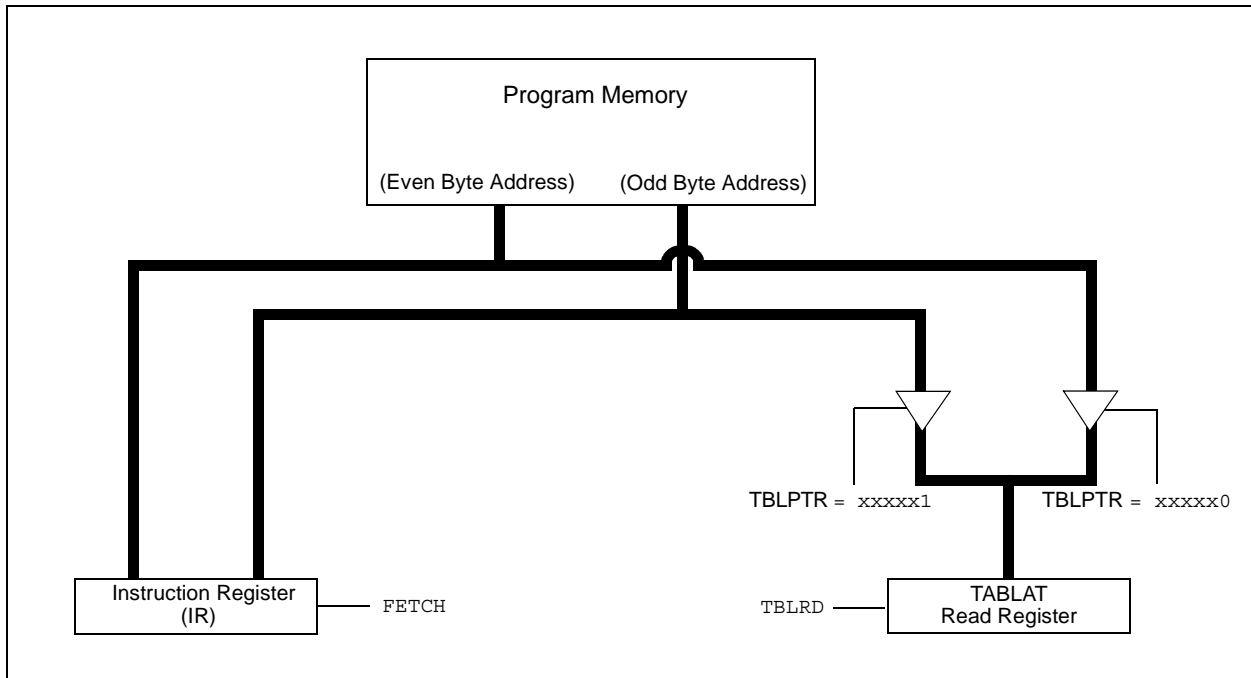 Program Memory
(Even Byte Address) (Odd Byte Address)
TBLPTR = xxxxx1 TBLPTR = xxxxx0
Instruction Register
(IR)
FETCH
TBLRD
TABLAT
Read Register